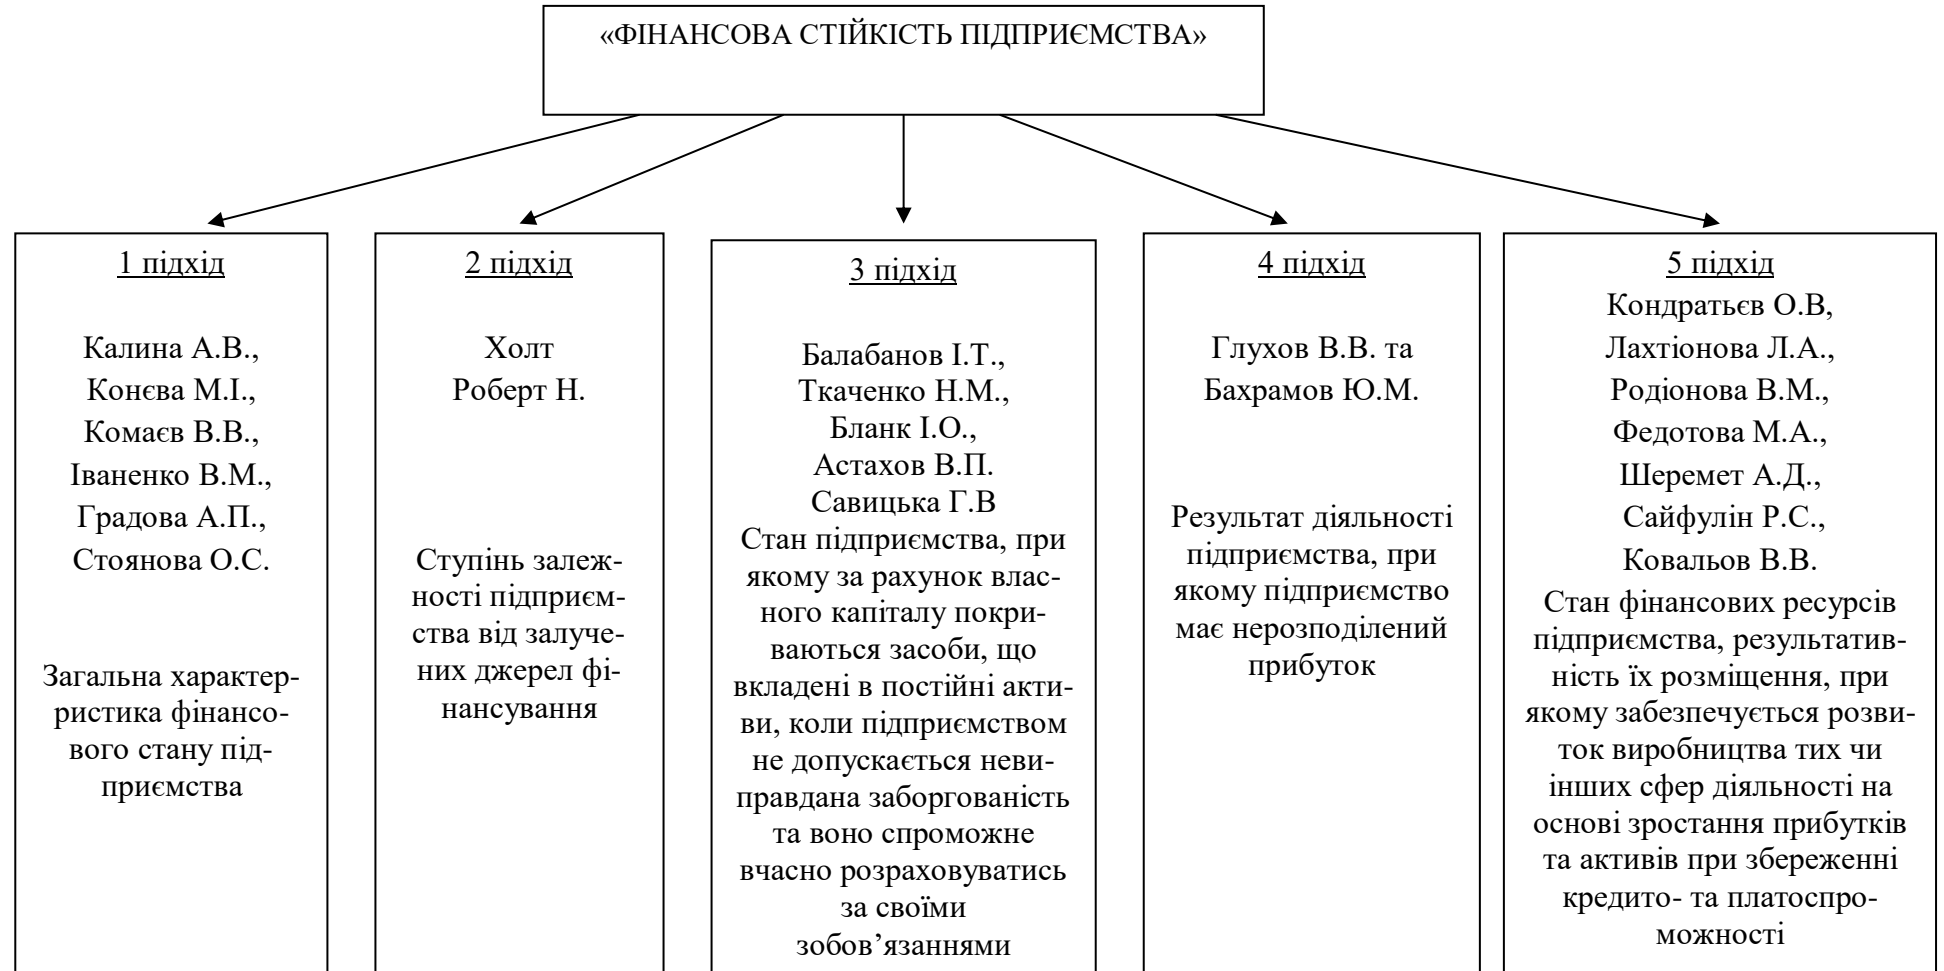 «ФІНАНСОВА СТІЙКІСТЬ ПІДПРИЄМСТВА»
1 підхід
Калина А.В.,
Конєва М.І.,
Комаєв В.В.,
Іваненко В.М.,
Градова А.П.,
Стоянова О.С.
Загальна характер-
ристика фінансо-
вого стану під-
приємства
2 підхід
Холт
Роберт Н.
Ступінь залеж-
ності підприєм-
ства від залуче-
них джерел фі-
нансування
3 підхід
Балабанов І.Т.,
Ткаченко Н.М.,
Бланк І.О.,
Астахов В.П.
Савицька Г.В
Стан підприємства, при
якому за рахунок влас-
ного капіталу покри-
ваються засоби, що
вкладені в постійні акти-
ви, коли підприємством
не допускається неви-
правдана заборгованість
та воно спроможне
вчасно розраховуватись
за своїми
зобов’язаннями
4 підхід
Глухов В.В. та
Бахрамов Ю.М.
Результат діяльності
підприємства, при
якому підприємство
має нерозподілений
прибуток
5 підхід
Кондратьєв О.В,
Лахтіонова Л.А.,
Родіонова В.М.,
Федотова М.А.,
Шеремет А.Д.,
Сайфулін Р.С.,
Ковальов В.В.
Стан фінансових ресурсів
підприємства, результатив-
ність їх розміщення, при
якому забезпечується розви-
ток виробництва тих чи
інших сфер діяльності на
основі зростання прибутків
та активів при збереженні
кредито- та платоспро-
можності